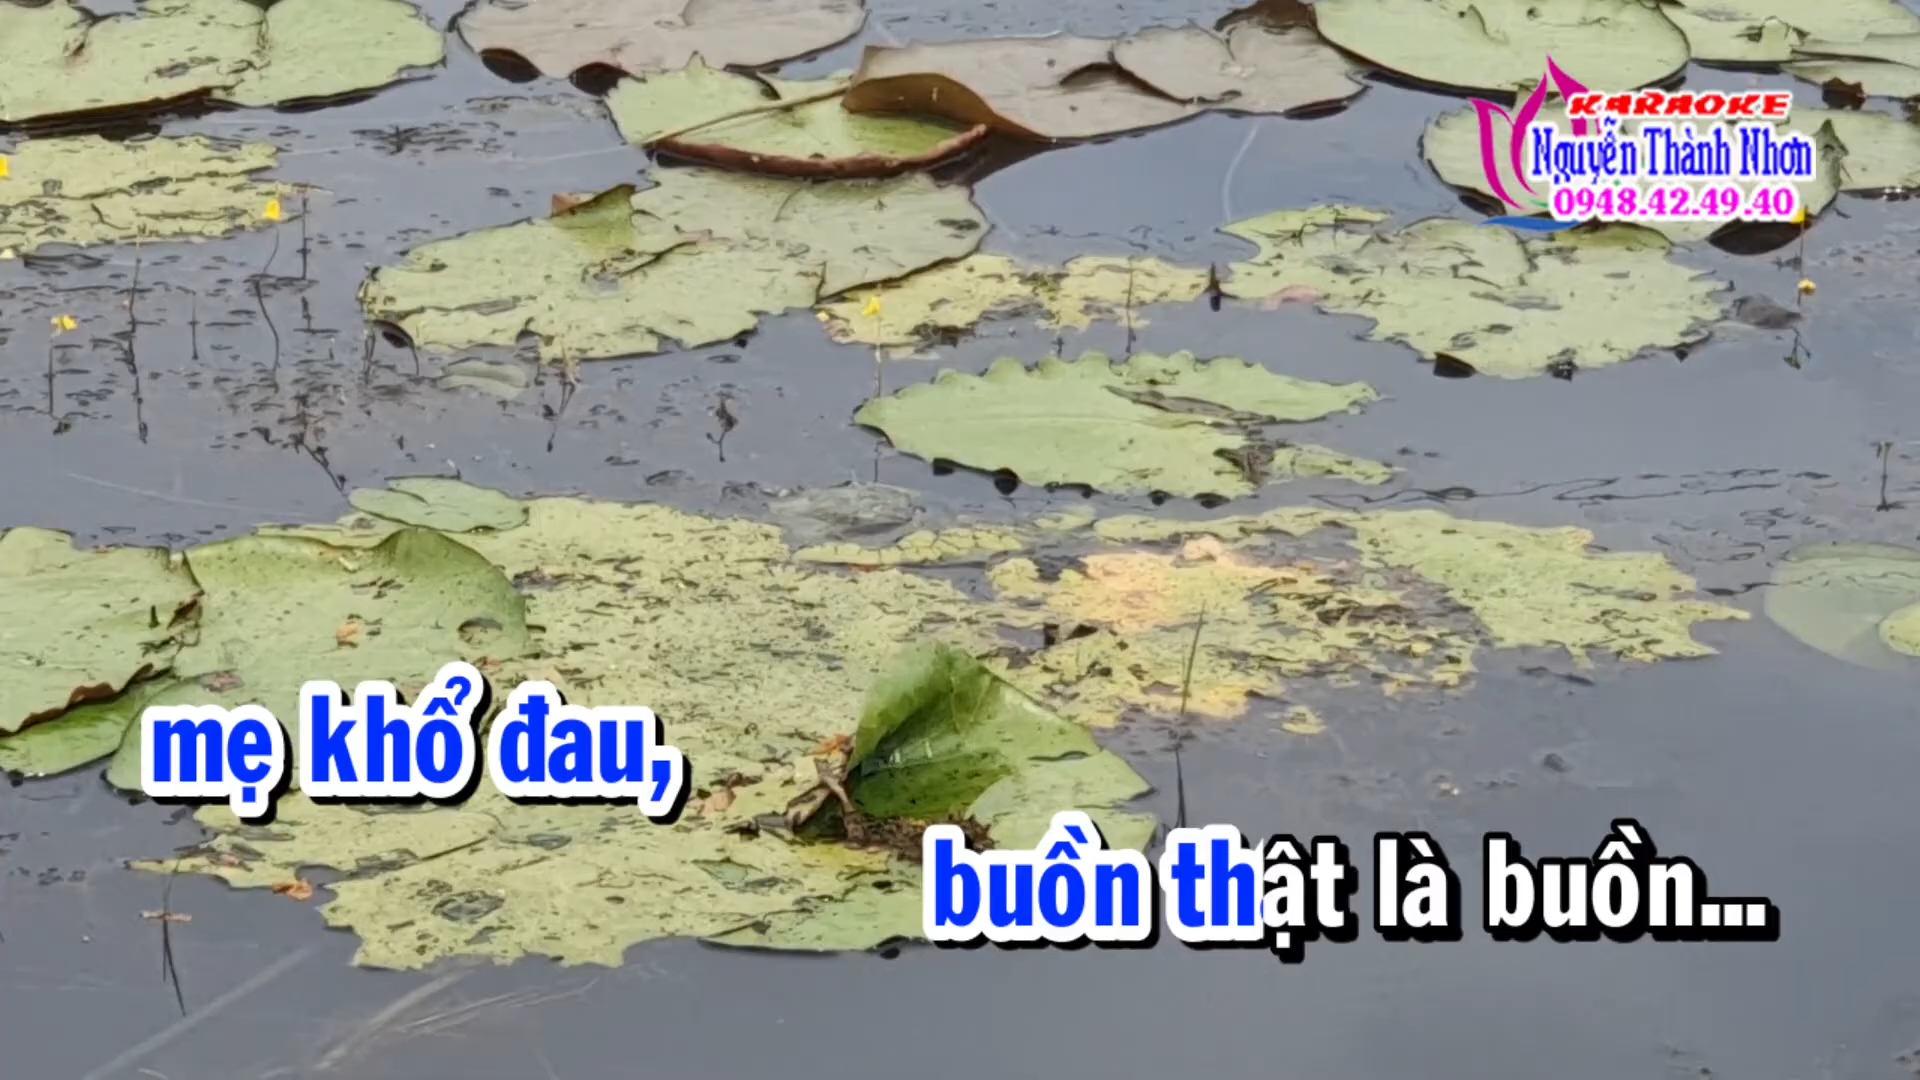 KARAOKE
Nguyễn Thành Nhơn
0948.42.49.40
mẹ khổ đau,
buồn thật là buồn...